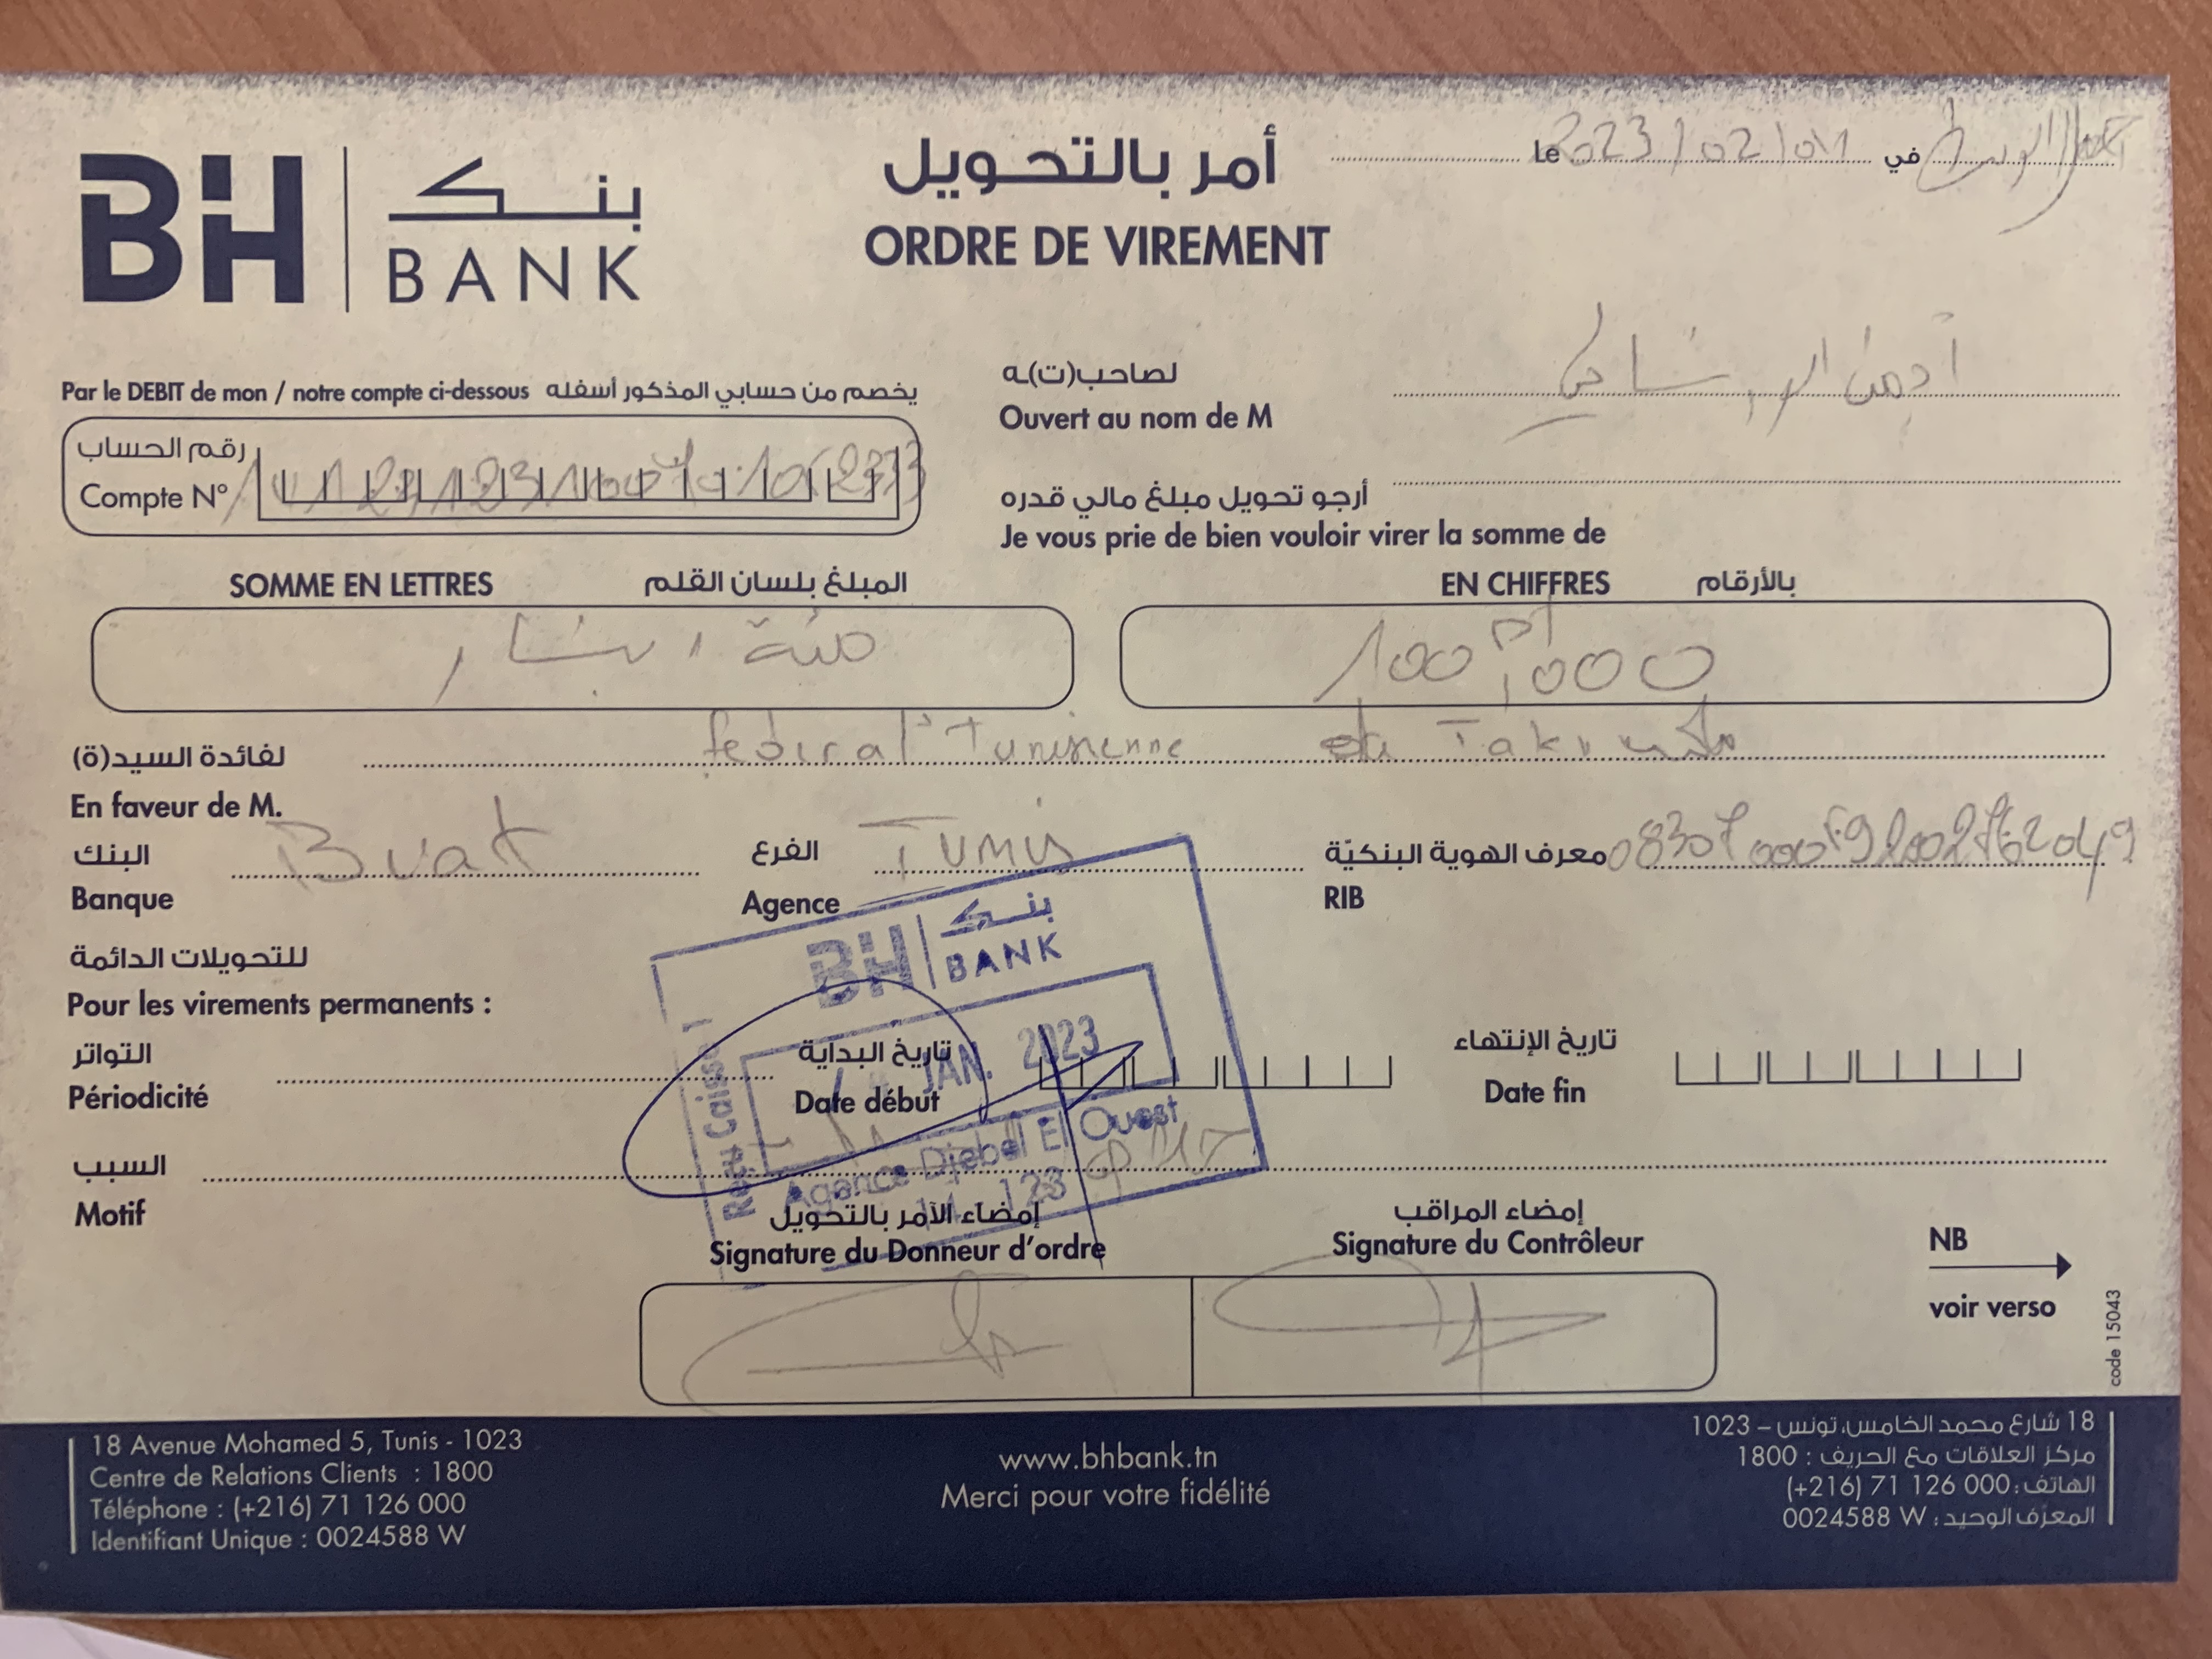 BH BANK بنك
أمر بالتحويل
ORDRE DE VIREMENT
Le 2023/02/01 في
Par le DEBIT de mon / notre compte ci-dessous يخصم من حسابي المذكور أسفله
رقم الحساب
Compte N°
لصاحب(ت)ـه
Ouvert au nom de M
أرجو تحويل مبلغ مالي قدره
Je vous prie de bien vouloir virer la somme de
SOMME EN LETTRES المبلغ بلسان القلم
EN CHIFFRES بالأرقام
مئة
100,000
لفائدة السيد(ة) Tunisienne
En faveur de M.
البنك
Banque
الفرع Tunis
Agence
معرف الهوية البنكيّة
RIB
للتحويلات الدائمة
Pour les virements permanents :
التواتر
Périodicité
تاريخ البداية
Date début
تاريخ الإنتهاء
Date fin
BH BANK بنك
JAN. 2023
Agence Djebel El Ouest
123
السبب
Motif
إمضاء الآمر بالتحويل
Signature du Donneur d'ordre
إمضاء المراقب
Signature du Contrôleur
NB
voir verso
code 15043
18 Avenue Mohamed 5, Tunis - 1023
Centre de Relations Clients : 1800
Téléphone : (+216) 71 126 000
Identifiant Unique : 0024588 W
www.bhbank.tn
Merci pour votre fidélité
18 شارع محمد الخامس، تونس – 1023
مركز العلاقات مع الحريف : 1800
الهاتف : 000 126 71 (216+)
المعرّف الوحيد : 0024588 W